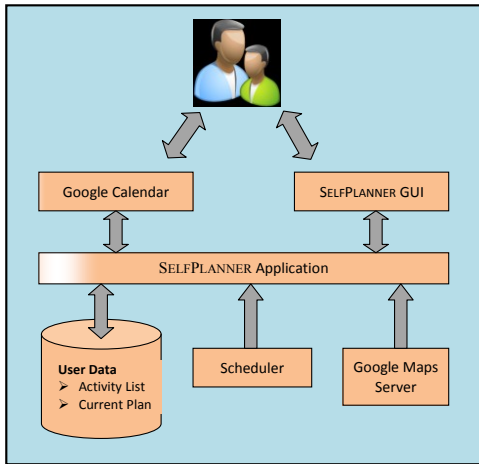 Google Calendar
SELFPLANNER GUI
SELFPLANNER Application
User Data
➢ Activity List
➢ Current Plan
Scheduler
Google Maps
Server